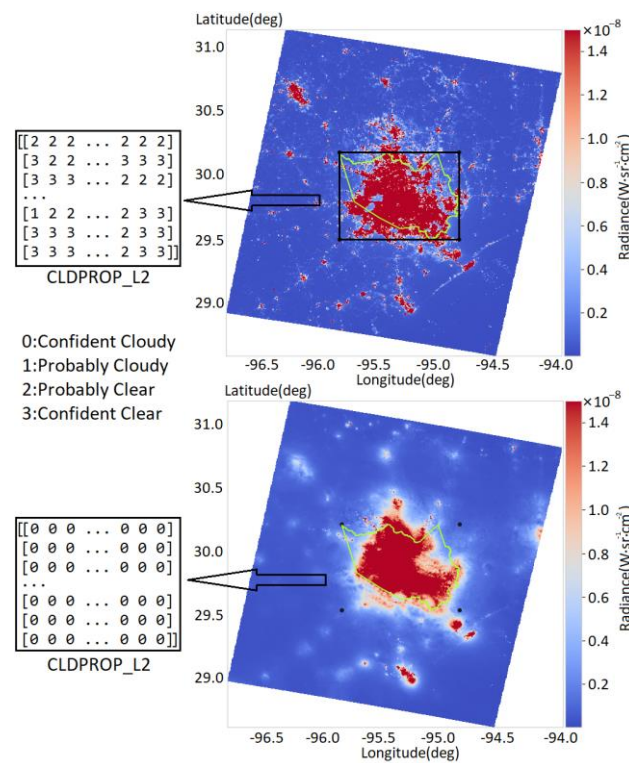 Latitude(deg)
×10⁻⁸
31.0
30.5
30.0
29.5
29.0
1.4
1.2
1.0
0.8
0.6
0.4
0.2
Radiance(W·sr·cm⁻²)
-96.5 -96.0 -95.5 -95.0 -94.5 -94.0
Longitude(deg)
[[2 2 2 ... 2 2 2]
[3 2 2 ... 3 3 3]
[3 3 3 ... 2 2 2]
...
[1 2 2 ... 2 3 3]
[3 3 3 ... 2 3 3]
[3 3 3 ... 2 3 3]]
CLDPROP_L2
0:Confident Cloudy
1:Probably Cloudy
2:Probably Clear
3:Confident Clear
Latitude(deg)
×10⁻⁸
31.0
30.5
30.0
29.5
29.0
1.4
1.2
1.0
0.8
0.6
0.4
0.2
Radiance(W·sr·cm⁻²)
-96.5 -96.0 -95.5 -95.0 -94.5 -94.0
Longitude(deg)
[[0 0 0 ... 0 0 0]
[0 0 0 ... 0 0 0]
[0 0 0 ... 0 0 0]
...
[0 0 0 ... 0 0 0]
[0 0 0 ... 0 0 0]
[0 0 0 ... 0 0 0]]
CLDPROP_L2